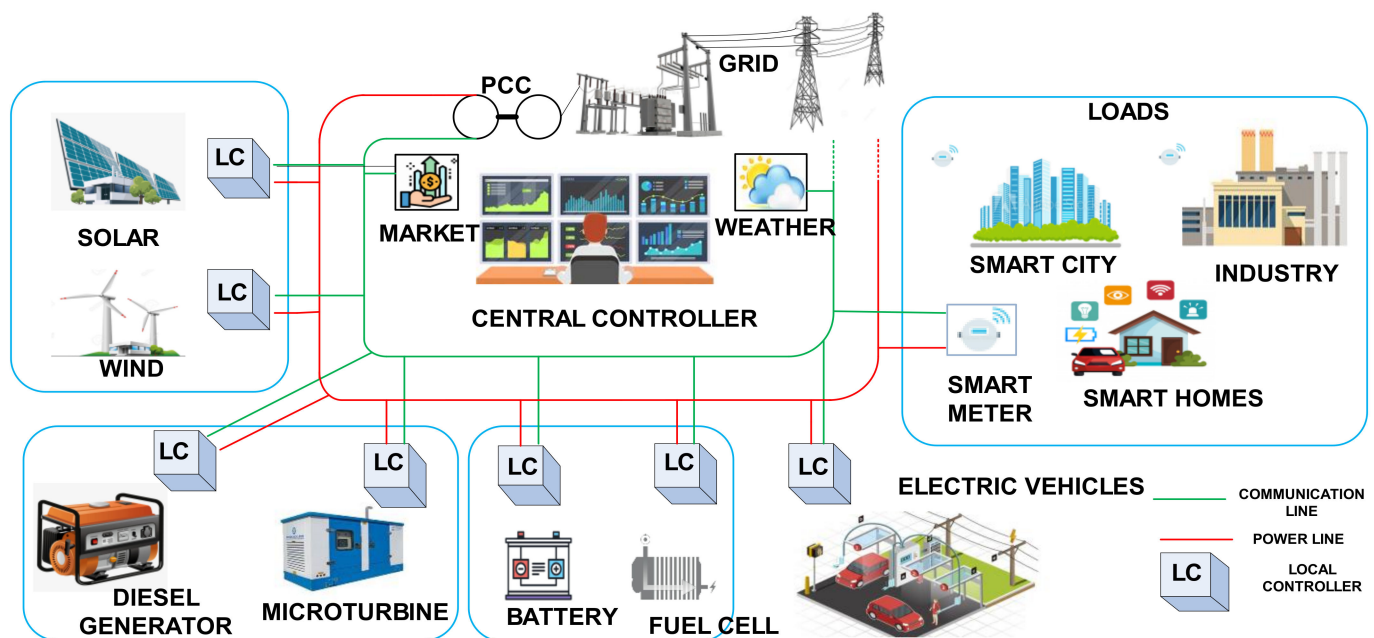 GRID
PCC
LOADS
LC
SOLAR
MARKET
WEATHER
SMART CITY
INDUSTRY
LC
WIND
CENTRAL CONTROLLER
SMART
METER
SMART HOMES
LC
LC
LC
LC
LC
ELECTRIC VEHICLES
COMMUNICATION
LINE
POWER LINE
LC
LOCAL
CONTROLLER
DIESEL
GENERATOR
MICROTURBINE
BATTERY
FUEL CELL